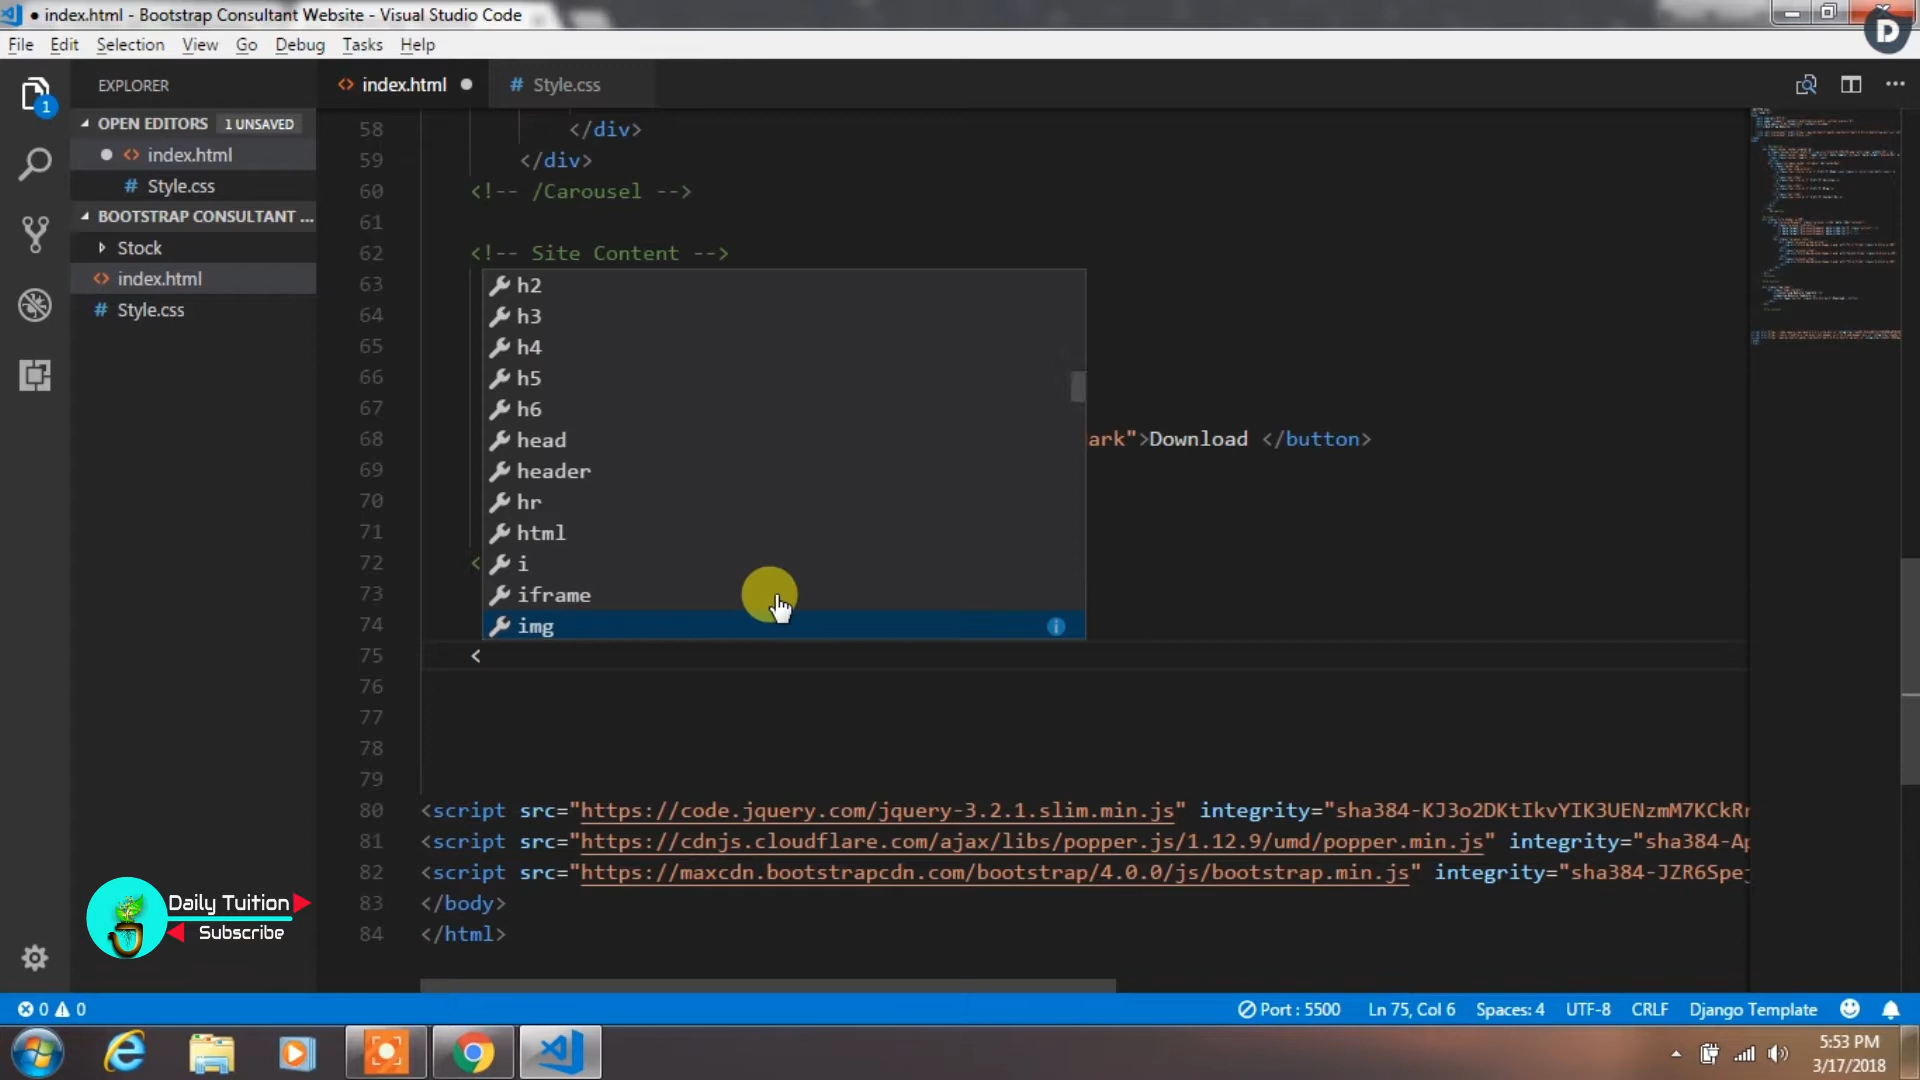 ● index.html - Bootstrap Consultant Website - Visual Studio Code
File Edit Selection View Go Debug Tasks Help
D
1
EXPLORER
OPEN EDITORS 1 UNSAVED
● <> index.html
# Style.css
BOOTSTRAP CONSULTANT ...
Stock
<> index.html
# Style.css
<> index.html ●
# Style.css
58 </div>
59 </div>
60 <!-- /Carousel -->
61
62 <!-- Site Content -->
63
64
65
66
67
68 ark">Download </button>
69
70
71
72 <
73
74
75 <
76
77
78
79
80 <script src="https://code.jquery.com/jquery-3.2.1.slim.min.js" integrity="sha384-KJ3o2DKtIkvYIK3UENzmM7KCkRr
81 <script src="https://cdnjs.cloudflare.com/ajax/libs/popper.js/1.12.9/umd/popper.min.js" integrity="sha384-Ap
82 <script src="https://maxcdn.bootstrapcdn.com/bootstrap/4.0.0/js/bootstrap.min.js" integrity="sha384-JZR6Spej
83 </body>
84 </html>
h2
h3
h4
h5
h6
head
header
hr
html
i
iframe
img
Daily Tuition
Subscribe
0 0
Port : 5500 Ln 75, Col 6 Spaces: 4 UTF-8 CRLF Django Template
5:53 PM
3/17/2018